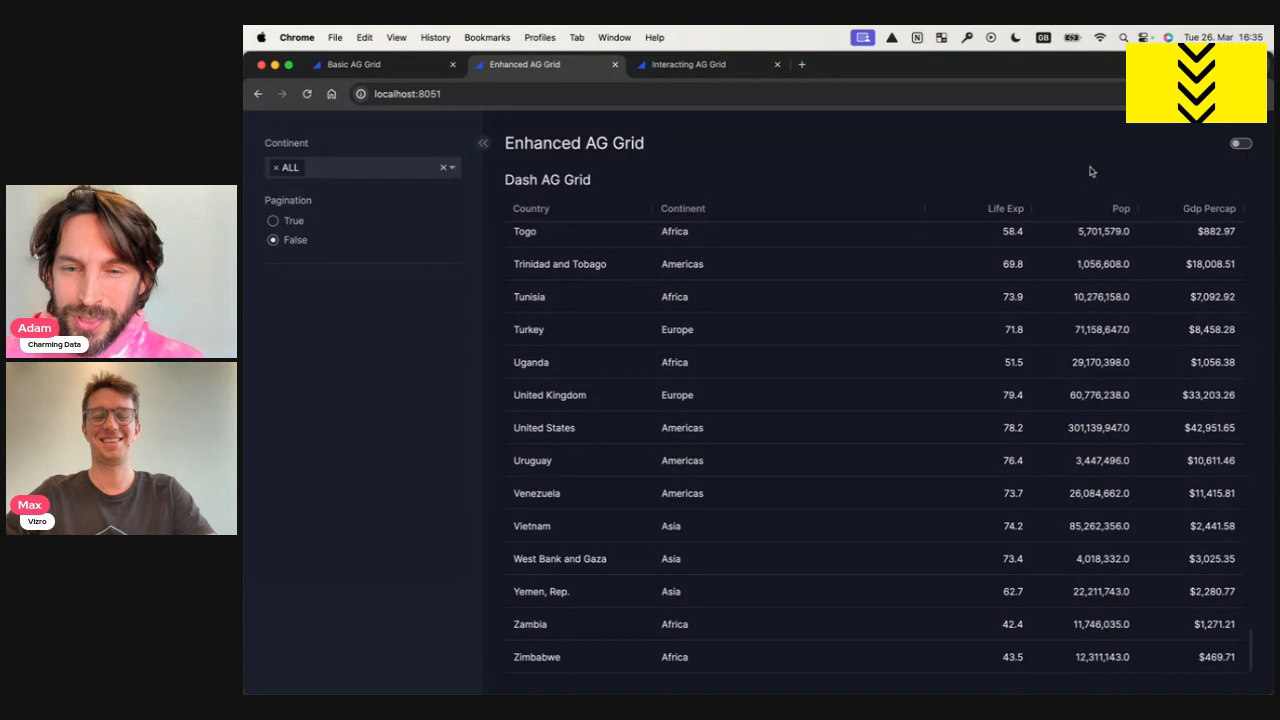 Chrome File Edit View History Bookmarks Profiles Tab Window Help GB Tue 26. Mar 16:35
Basic AG Grid Enhanced AG Grid Interacting AG Grid
localhost:8051
Continent
× ALL
Pagination
True
False
Enhanced AG Grid
Dash AG Grid
Country Continent Life Exp Pop Gdp Percap
Togo Africa 58.4 5,701,579.0 $882.97
Trinidad and Tobago Americas 69.8 1,056,608.0 $18,008.51
Tunisia Africa 73.9 10,276,158.0 $7,092.92
Turkey Europe 71.8 71,158,647.0 $8,458.28
Uganda Africa 51.5 29,170,398.0 $1,056.38
United Kingdom Europe 79.4 60,776,238.0 $33,203.26
United States Americas 78.2 301,139,947.0 $42,951.65
Uruguay Americas 76.4 3,447,496.0 $10,611.46
Venezuela Americas 73.7 26,084,662.0 $11,415.81
Vietnam Asia 74.2 85,262,356.0 $2,441.58
West Bank and Gaza Asia 73.4 4,018,332.0 $3,025.35
Yemen, Rep. Asia 62.7 22,211,743.0 $2,280.77
Zambia Africa 42.4 11,746,035.0 $1,271.21
Zimbabwe Africa 43.5 12,311,143.0 $469.71
Adam
Charming Data
Max
Vizro